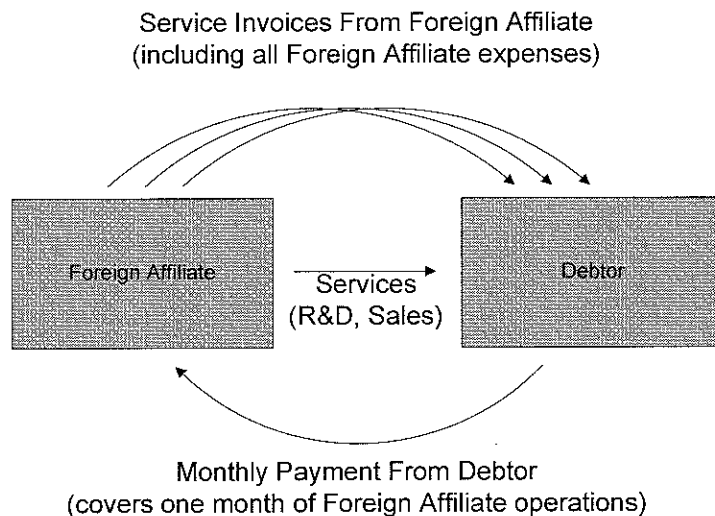 Service Invoices From Foreign Affiliate
(including all Foreign Affiliate expenses)
Foreign Affiliate
Services
(R&D, Sales)
Debtor
Monthly Payment From Debtor
(covers one month of Foreign Affiliate operations)